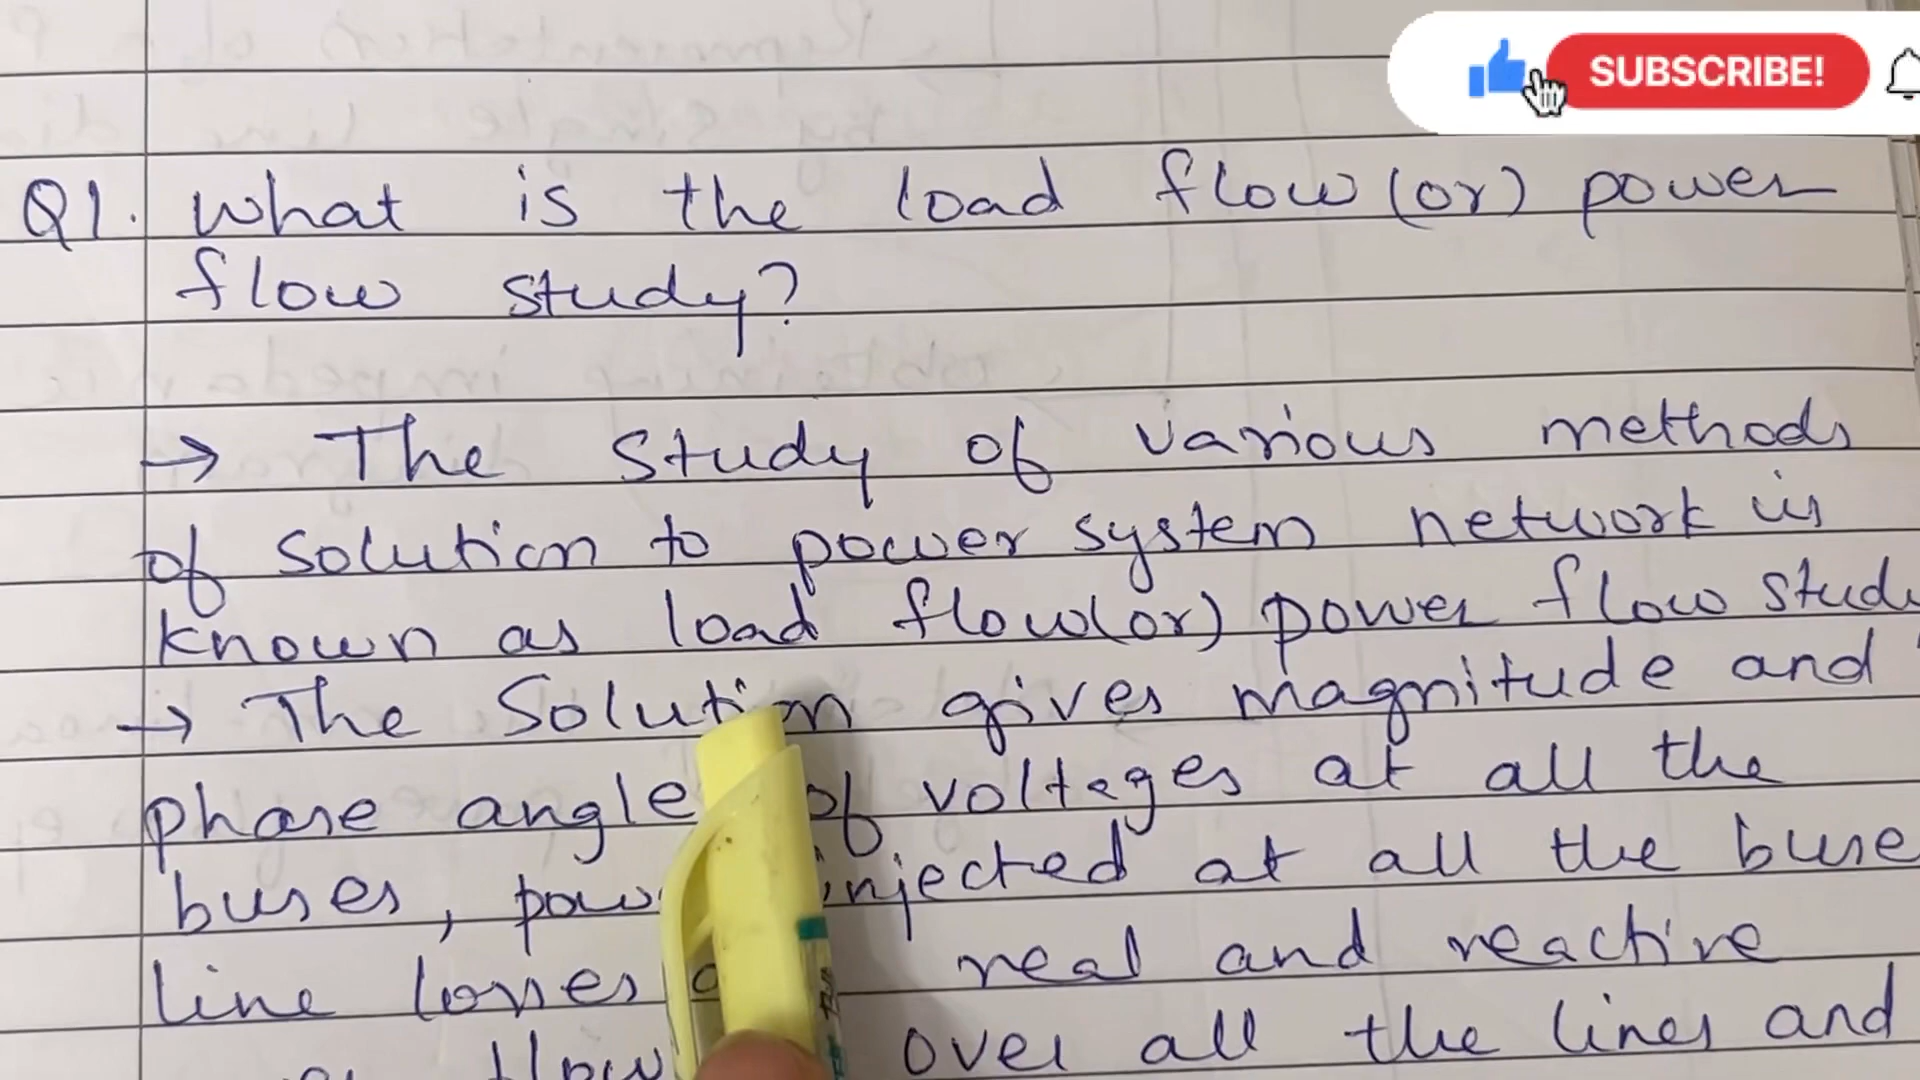 SUBSCRIBE!
Q1. What is the load flow (or) power
flow study?
→ The study of various methods
of solution to power system network is
known as load flow (or) power flow stud
→ The Solution gives magnitude and
phase angle of voltages at all the
buses, injected at all the buse
line losses real and reactive
flow over all the lines and